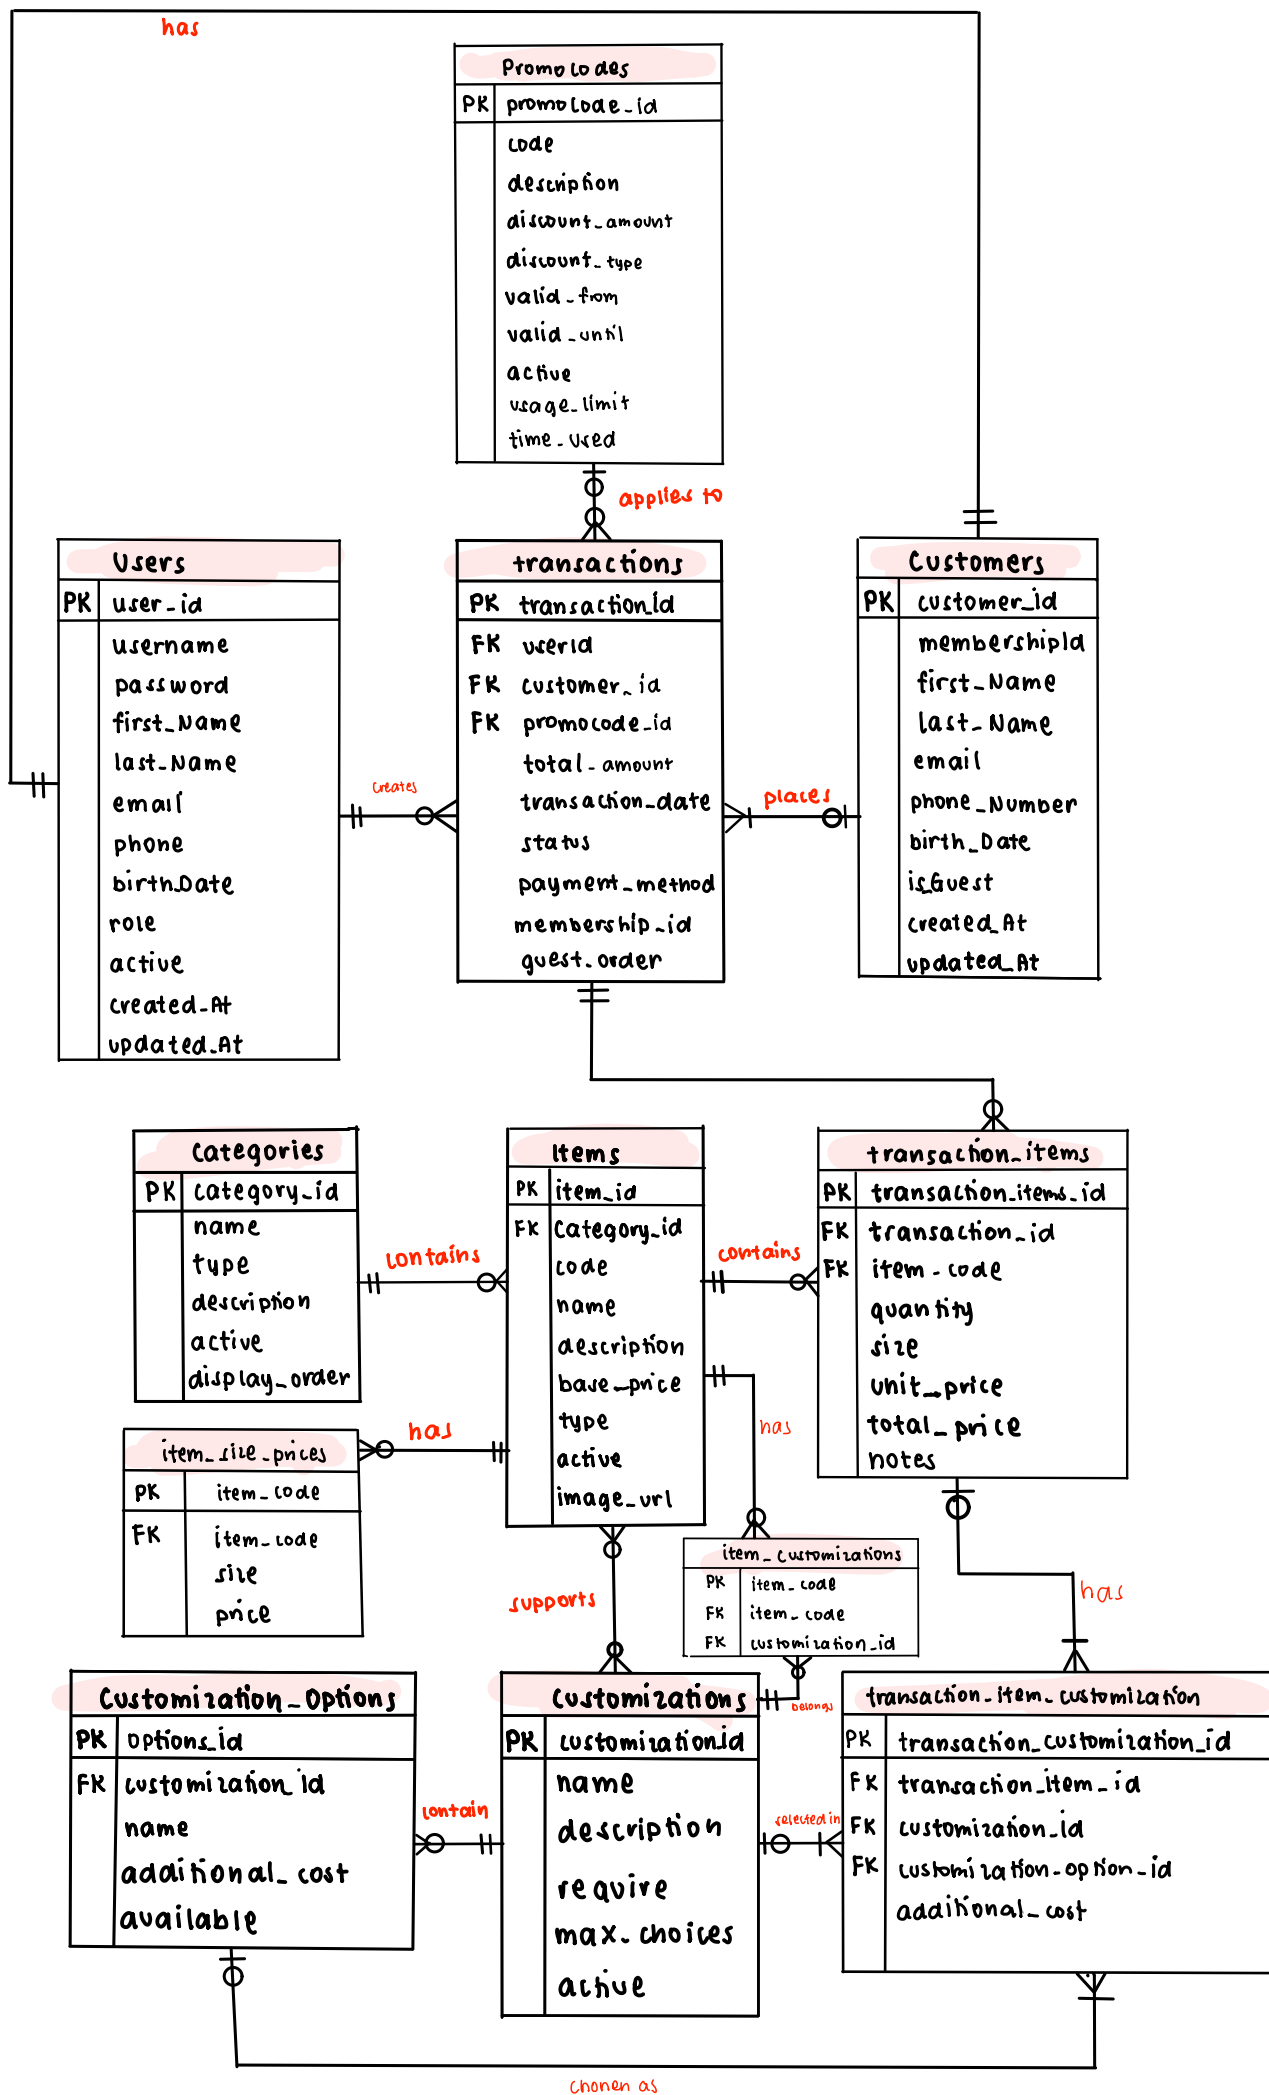 has
Promocodes
PK promocode_id
code
description
discount_amount
discount_type
valid_from
valid_until
active
usage_limit
time_used
applies to
Users
PK user_id
username
password
first_Name
last_Name
email
phone
birth_Date
role
active
created_At
updated_At
creates
transactions
PK transaction_id
FK userId
FK customer_id
FK promocode_id
total_amount
transaction_date
status
payment_method
membership_id
guest_order
places
Customers
PK customer_id
membershipId
first_Name
last_Name
email
phone_Number
birth_Date
is_Guest
created_At
updated_At
Categories
PK category_id
name
type
description
active
display_order
contains
Items
PK item_id
FK Category_id
code
name
description
base_price
type
active
image_url
contains
transaction_items
PK transaction_items_id
FK transaction_id
FK item_code
quantity
size
unit_price
total_price
notes
has
item_size_prices
PK item_code
FK item_code
size
price
has
item_customizations
PK item_code
FK item_code
FK customization_id
supports
has
belongs
Customization_Options
PK options_id
FK customization_id
name
additional_cost
available
contain
Customizations
PK customization_id
name
description
require
max_choices
active
selected in
transaction_item_customization
PK transaction_customization_id
FK transaction_item_id
FK customization_id
FK customization_option_id
additional_cost
chonen as